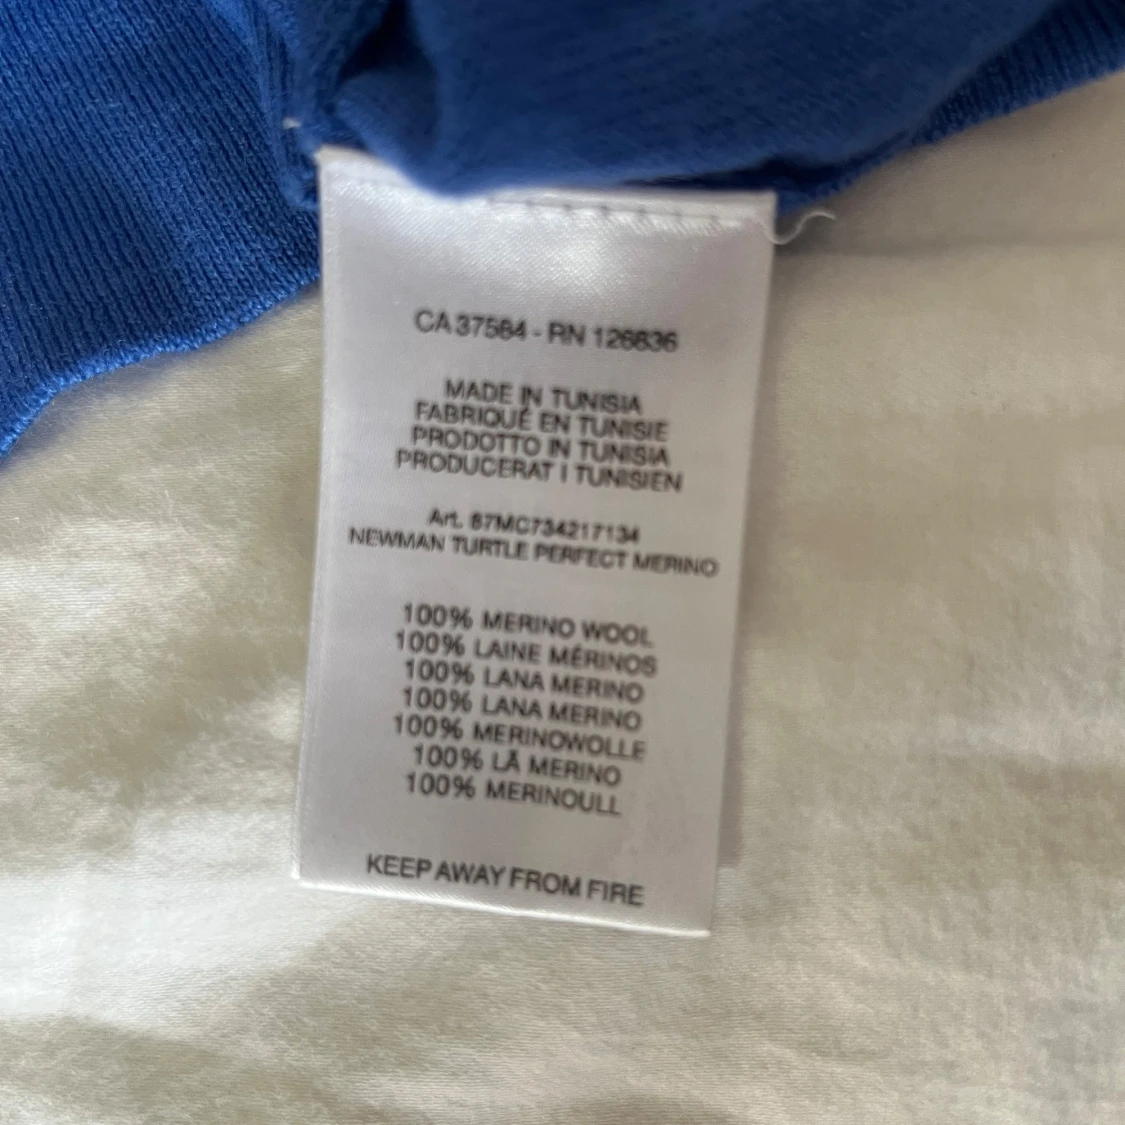 CA 37584 - RN 126636
MADE IN TUNISIA
FABRIQUÉ EN TUNISIE
PRODOTTO IN TUNISIA
PRODUCERAT I TUNISIEN
Art. 87MC734217134
NEWMAN TURTLE PERFECT MERINO
100% MERINO WOOL
100% LAINE MÉRINOS
100% LANA MERINO
100% LANA MERINO
100% MERINOWOLLE
100% LÃ MERINO
100% MERINOULL
KEEP AWAY FROM FIRE